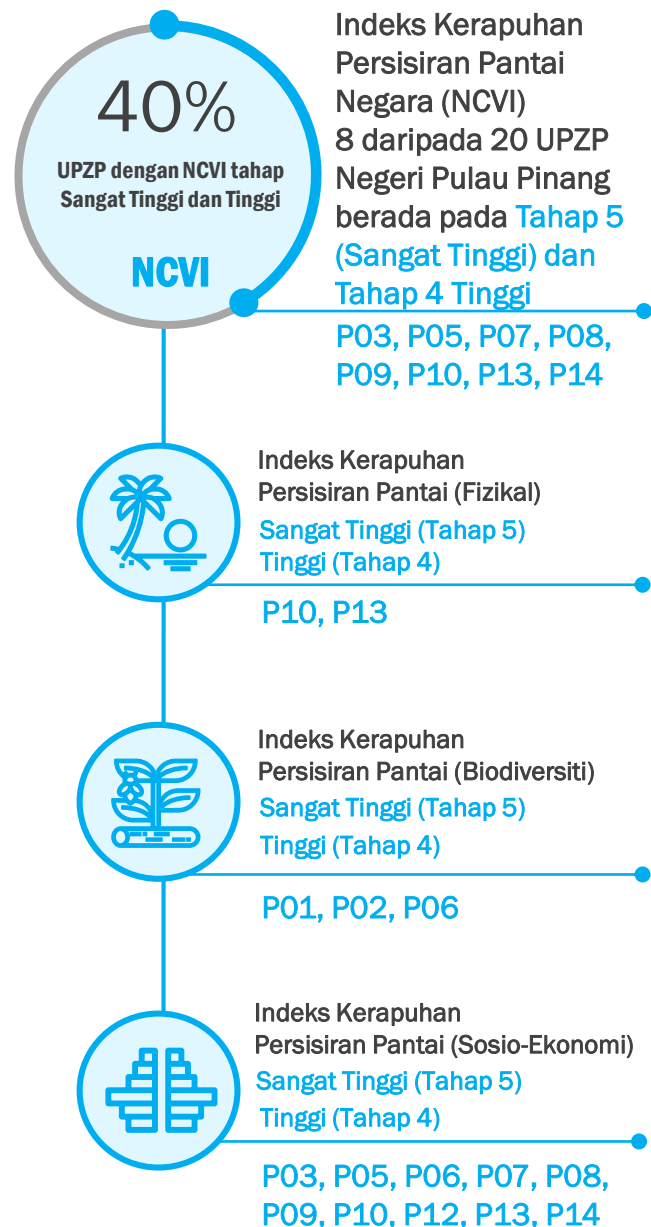 40%
UPZP dengan NCVI tahap
Sangat Tinggi dan Tinggi
NCVI
Indeks Kerapuhan
Persisiran Pantai
Negara (NCVI)
8 daripada 20 UPZP
Negeri Pulau Pinang
berada pada Tahap 5
(Sangat Tinggi) dan
Tahap 4 Tinggi
P03, P05, P07, P08,
P09, P10, P13, P14
Indeks Kerapuhan
Persisiran Pantai (Fizikal)
Sangat Tinggi (Tahap 5)
Tinggi (Tahap 4)
P10, P13
Indeks Kerapuhan
Persisiran Pantai (Biodiversiti)
Sangat Tinggi (Tahap 5)
Tinggi (Tahap 4)
P01, P02, P06
Indeks Kerapuhan
Persisiran Pantai (Sosio-Ekonomi)
Sangat Tinggi (Tahap 5)
Tinggi (Tahap 4)
P03, P05, P06, P07, P08,
P09, P10, P12, P13, P14